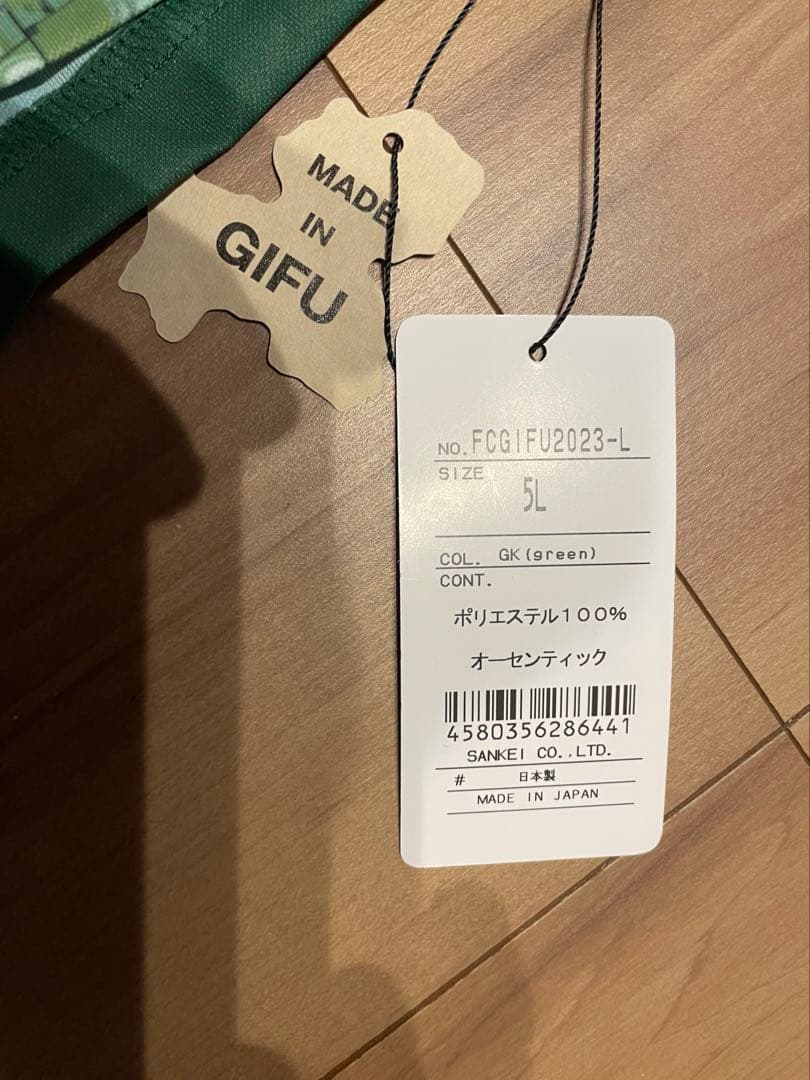 MADE
IN
GIFU
NO. FCGIFU2023-L
SIZE
5L
COL. GK(green)
CONT.
ポリエステル100%
オーセンティック
4580356286441
SANKEI CO.,LTD.
# 日本製
MADE IN JAPAN